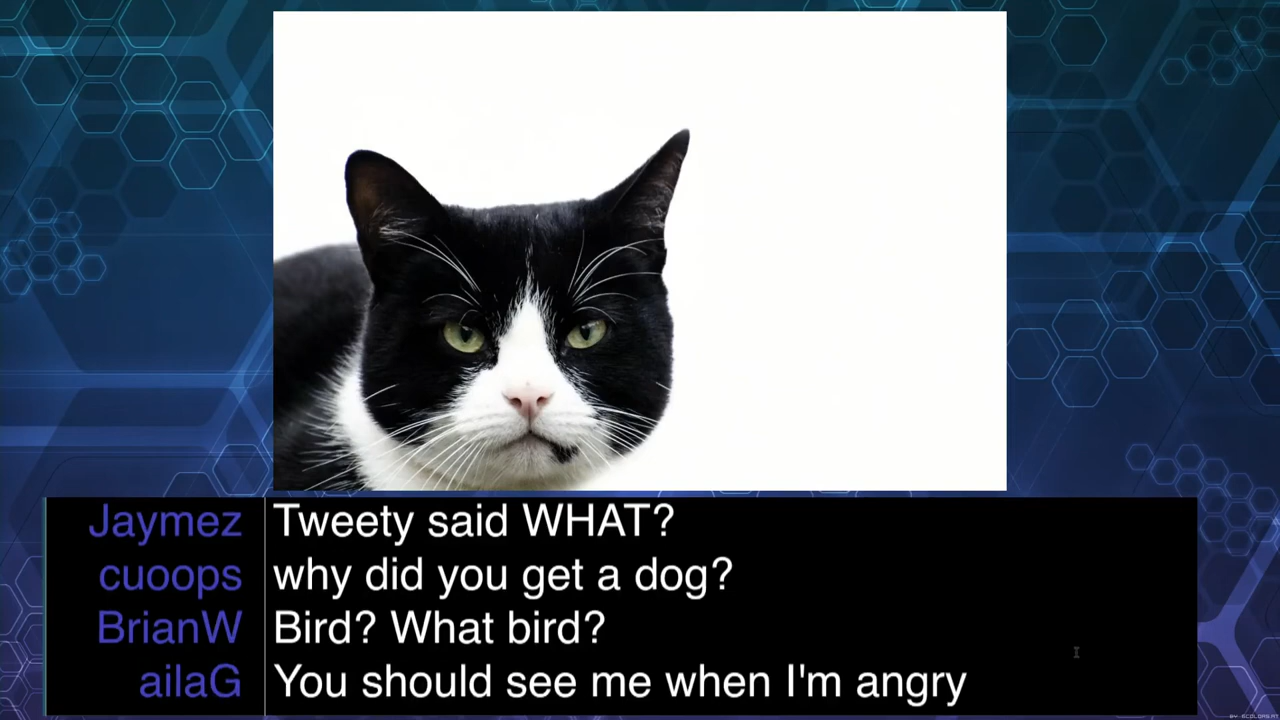 Jaymez Tweety said WHAT?
cuoops why did you get a dog?
BrianW Bird? What bird?
ailaG You should see me when I'm angry